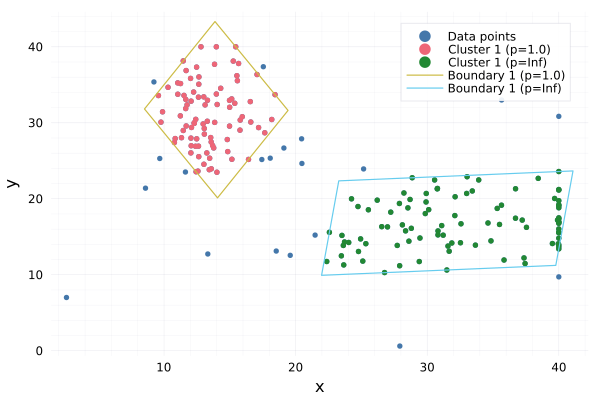 Data points
Cluster 1 (p=1.0)
Cluster 1 (p=Inf)
Boundary 1 (p=1.0)
Boundary 1 (p=Inf)
40
30
20
10
0
y
10 20 30 40
x